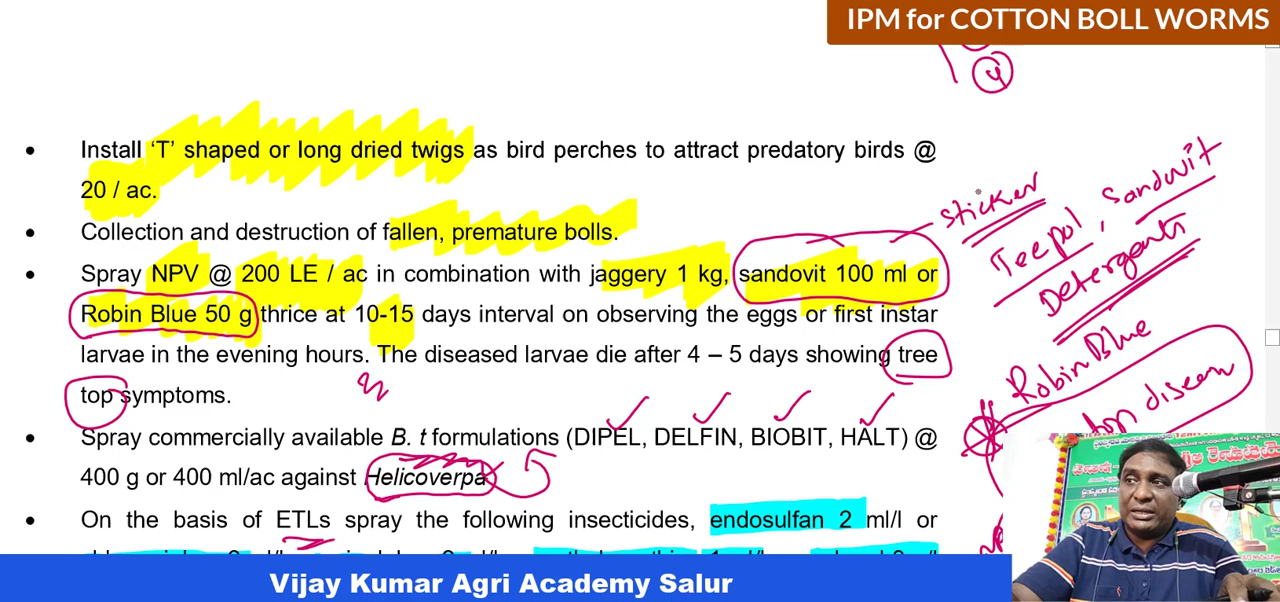 IPM for COTTON BOLL WORMS
4
• Install ‘T’ shaped or long dried twigs as bird perches to attract predatory birds @
20 / ac.
• Collection and destruction of fallen, premature bolls.
• Spray NPV @ 200 LE / ac in combination with jaggery 1 kg, sandovit 100 ml or
Robin Blue 50 g thrice at 10-15 days interval on observing the eggs or first instar
larvae in the evening hours. The diseased larvae die after 4 – 5 days showing tree
top symptoms.
• Spray commercially available B. t formulations (DIPEL, DELFIN, BIOBIT, HALT) @
400 g or 400 ml/ac against Helicoverpa
5
• On the basis of ETLs spray the following insecticides, endosulfan 2 ml/l or
sticker
Teepol, Sandwit
Detergents
Robin Blue
top disease
Vijay Kumar Agri Academy Salur